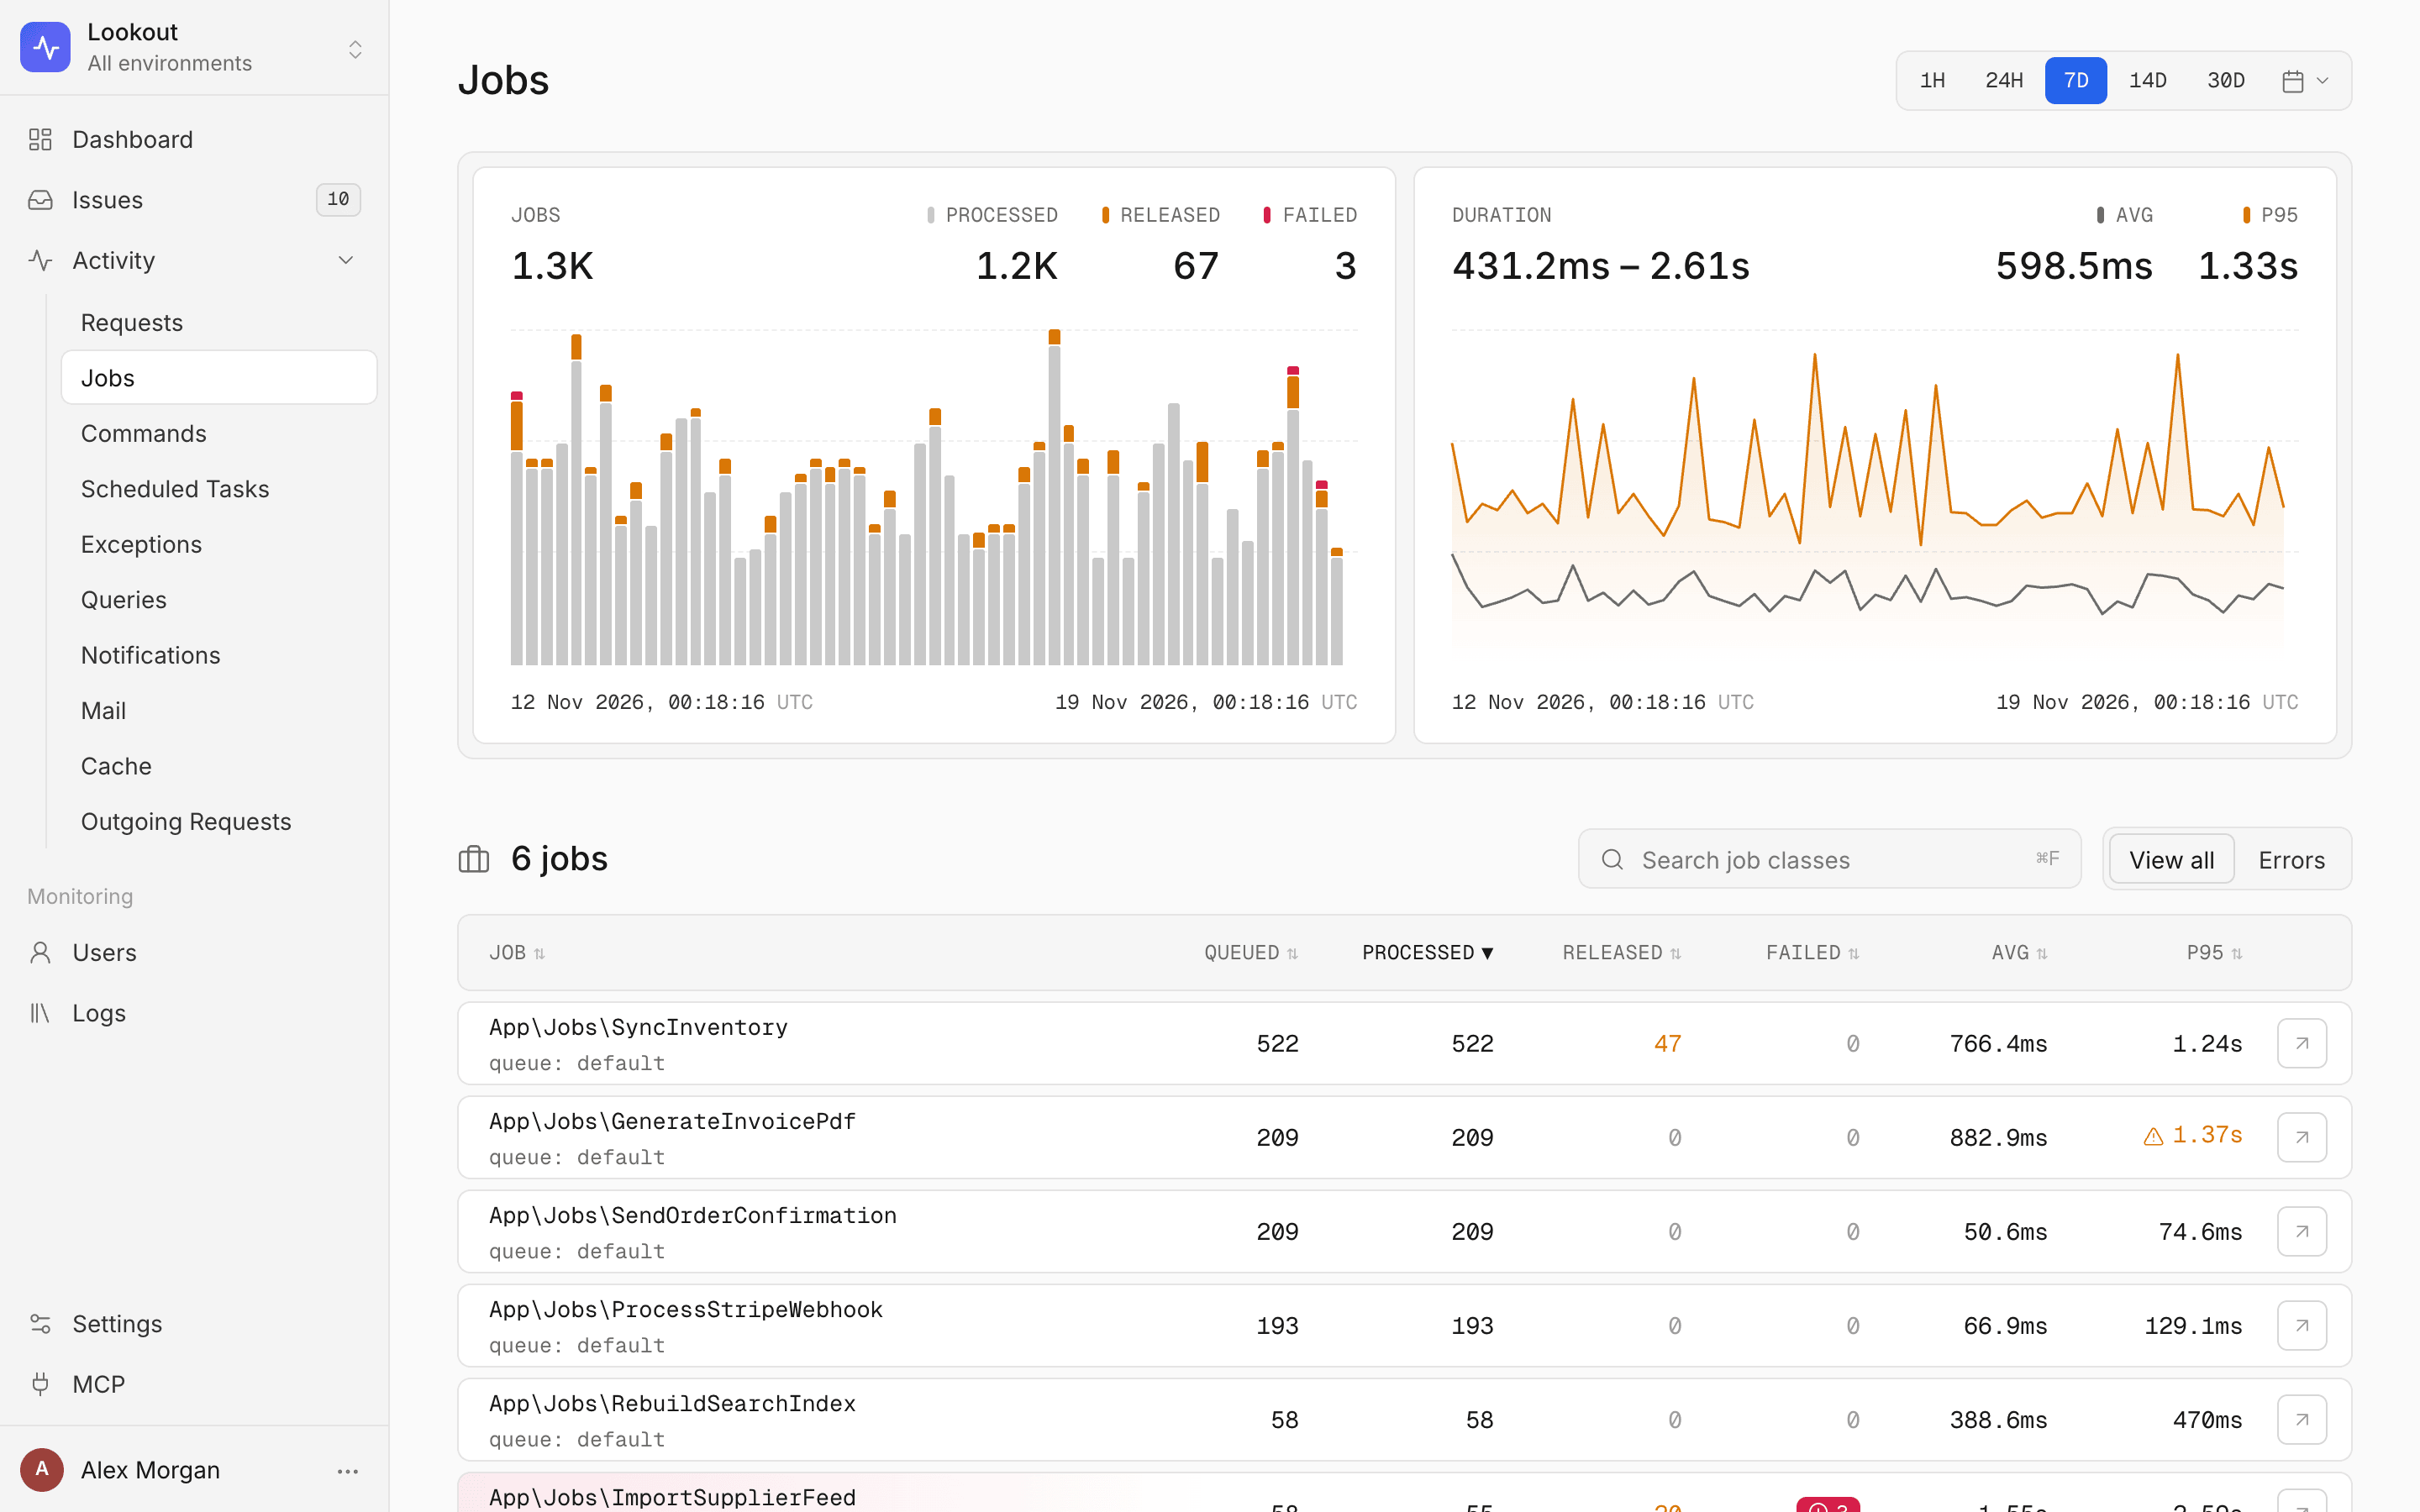 Lookout
All environments
Dashboard
Issues 10
Activity
Requests
Jobs
Commands
Scheduled Tasks
Exceptions
Queries
Notifications
Mail
Cache
Outgoing Requests
Monitoring
Users
Logs
Settings
MCP
A Alex Morgan
Jobs
1H 24H 7D 14D 30D
JOBS PROCESSED RELEASED FAILED
1.3K 1.2K 67 3
12 Nov 2026, 00:18:16 UTC 19 Nov 2026, 00:18:16 UTC
DURATION AVG P95
431.2ms – 2.61s 598.5ms 1.33s
12 Nov 2026, 00:18:16 UTC 19 Nov 2026, 00:18:16 UTC
6 jobs
Search job classes ⌘F
View all Errors
JOB QUEUED PROCESSED RELEASED FAILED AVG P95
App\Jobs\SyncInventory
queue: default
522 522 47 0 766.4ms 1.24s
App\Jobs\GenerateInvoicePdf
queue: default
209 209 0 0 882.9ms 1.37s
App\Jobs\SendOrderConfirmation
queue: default
209 209 0 0 50.6ms 74.6ms
App\Jobs\ProcessStripeWebhook
queue: default
193 193 0 0 66.9ms 129.1ms
App\Jobs\RebuildSearchIndex
queue: default
58 58 0 0 388.6ms 470ms
App\Jobs\ImportSupplierFeed